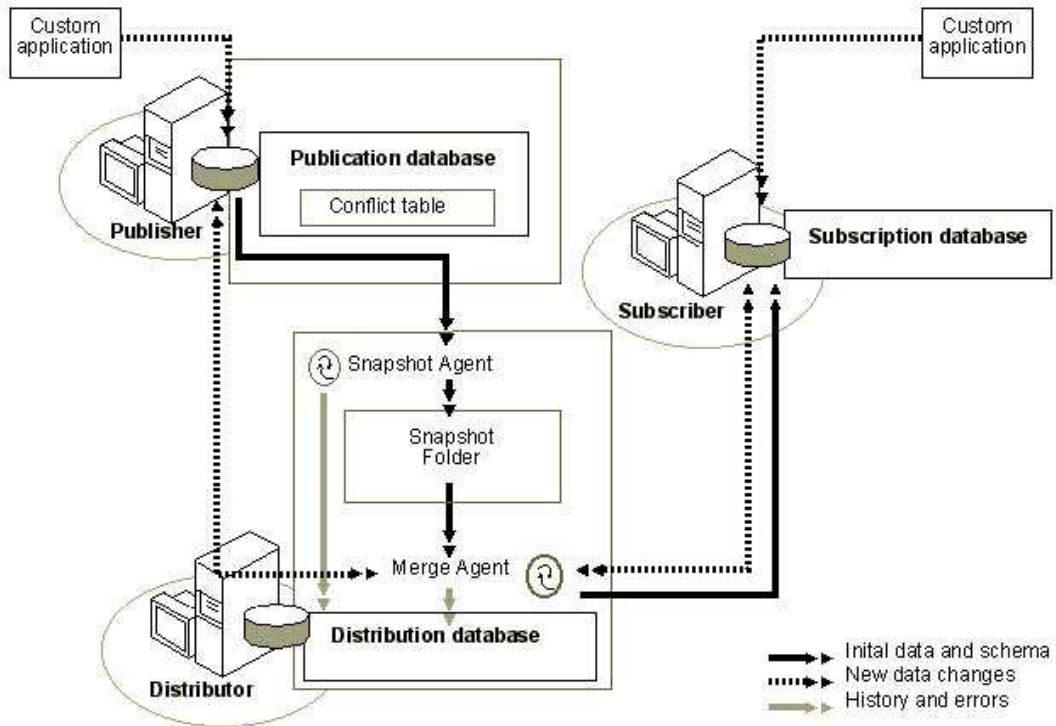 Custom
application
Custom
application
Publication database
Conflict table
Publisher
Subscription database
Subscriber
Snapshot Agent
Snapshot
Folder
Merge Agent
Distribution database
Distributor
Inital data and schema
New data changes
History and errors